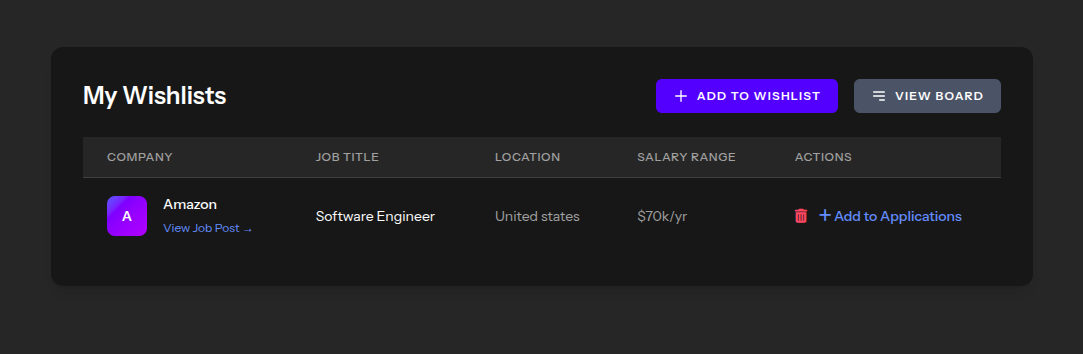 My Wishlists
+ ADD TO WISHLIST
VIEW BOARD
COMPANY JOB TITLE LOCATION SALARY RANGE ACTIONS
A
Amazon
View Job Post →
Software Engineer
United states
$70k/yr
+ Add to Applications